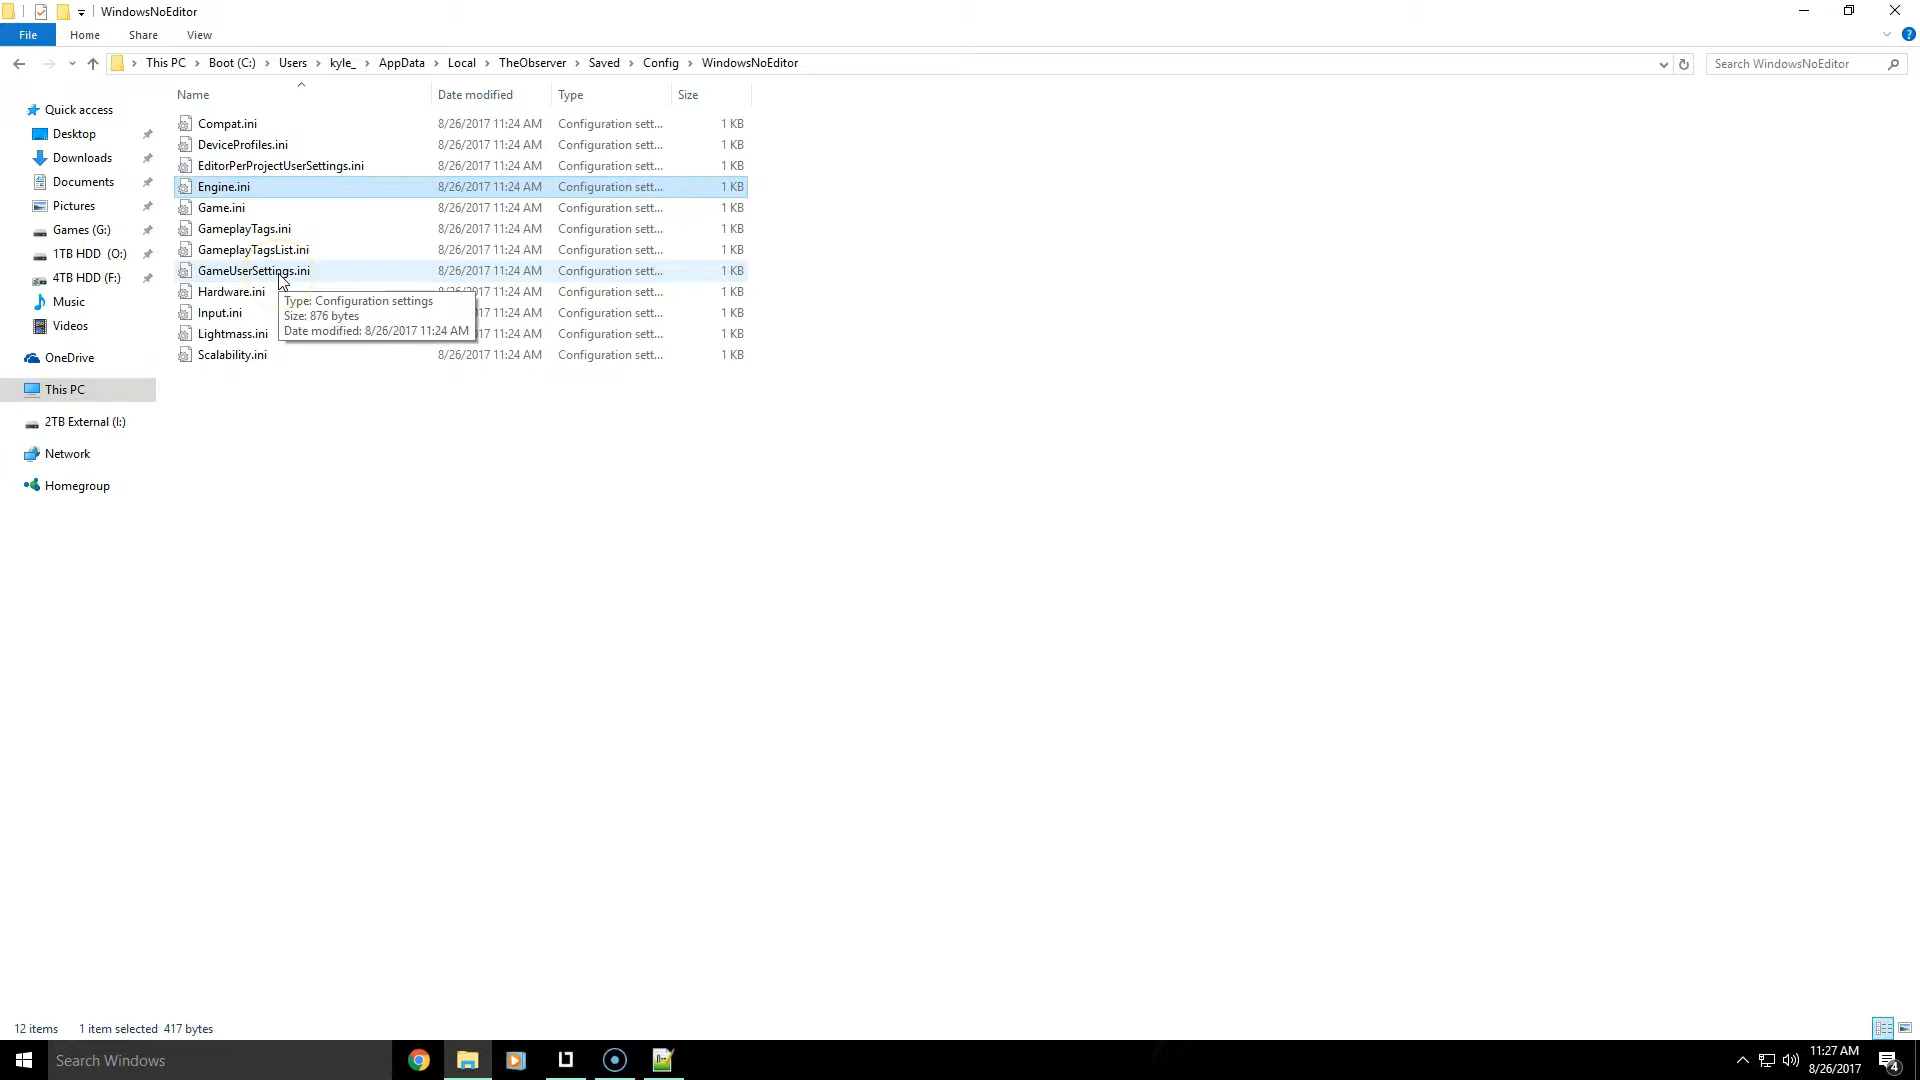 WindowsNoEditor
File Home Share View
This PC Boot (C:) Users kyle_ AppData Local TheObserver Saved Config WindowsNoEditor Search WindowsNoEditor
Name Date modified Type Size
Quick access
Desktop
Downloads
Documents
Pictures
Games (G:)
1TB HDD (O:)
4TB HDD (F:)
Music
Videos
OneDrive
This PC
2TB External (I:)
Network
Homegroup
Compat.ini 8/26/2017 11:24 AM Configuration sett... 1 KB
DeviceProfiles.ini 8/26/2017 11:24 AM Configuration sett... 1 KB
EditorPerProjectUserSettings.ini 8/26/2017 11:24 AM Configuration sett... 1 KB
Engine.ini 8/26/2017 11:24 AM Configuration sett... 1 KB
Game.ini 8/26/2017 11:24 AM Configuration sett... 1 KB
GameplayTags.ini 8/26/2017 11:24 AM Configuration sett... 1 KB
GameplayTagsList.ini 8/26/2017 11:24 AM Configuration sett... 1 KB
GameUserSettings.ini 8/26/2017 11:24 AM Configuration sett... 1 KB
Hardware.ini 11:24 AM Configuration sett... 1 KB
Input.ini 11:24 AM Configuration sett... 1 KB
Lightmass.ini 11:24 AM Configuration sett... 1 KB
Scalability.ini 8/26/2017 11:24 AM Configuration sett... 1 KB
Type: Configuration settings
Size: 876 bytes
Date modified: 8/26/2017 11:24 AM
12 items 1 item selected 417 bytes
Search Windows
11:27 AM
8/26/2017
4